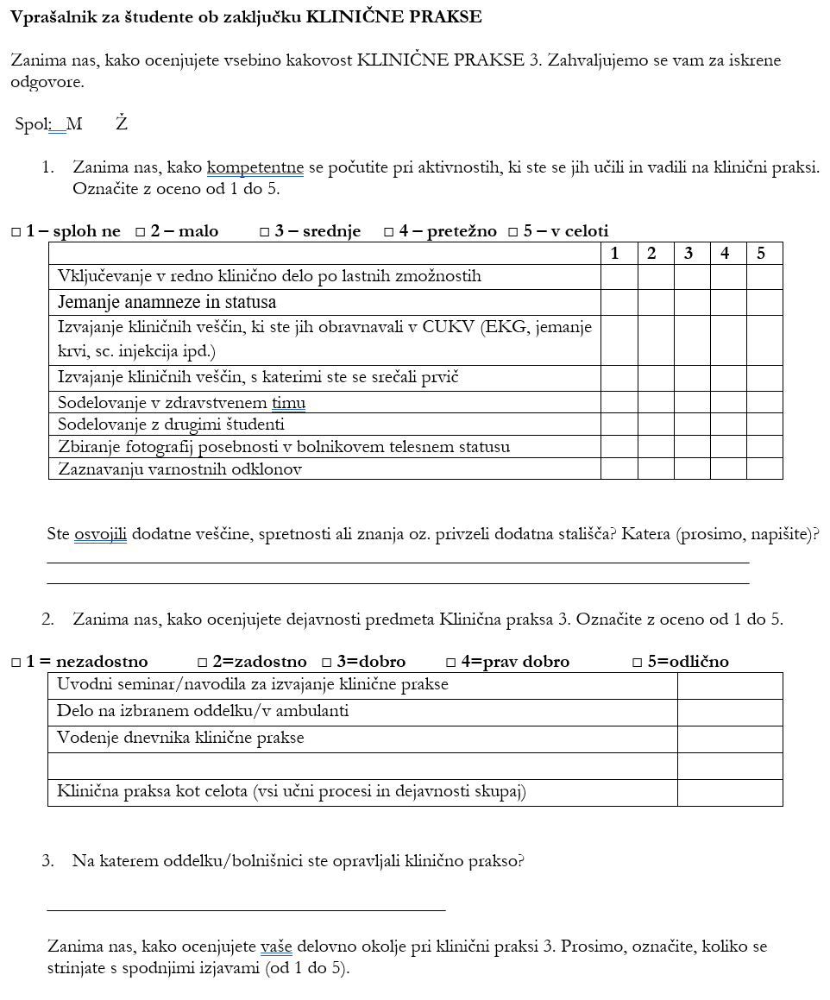 Vprašalnik za študente ob zaključku KLINIČNE PRAKSE
Zanima nas, kako ocenjujete vsebino kakovost KLINIČNE PRAKSE 3. Zahvaljujemo se vam za iskrene
odgovore.
Spol:__M Ž
1. Zanima nas, kako kompetentne se počutite pri aktivnostih, ki ste se jih učili in vadili na klinični praksi.
Označite z oceno od 1 do 5.
□ 1 – sploh ne □ 2 – malo □ 3 – srednje □ 4 – pretežno □ 5 – v celoti
1 2 3 4 5
Vključevanje v redno klinično delo po lastnih zmožnostih
Jemanje anamneze in statusa
Izvajanje kliničnih veščin, ki ste jih obravnavali v CUKV (EKG, jemanje
krvi, sc. injekcija ipd.)
Izvajanje kliničnih veščin, s katerimi ste se srečali prvič
Sodelovanje v zdravstvenem timu
Sodelovanje z drugimi študenti
Zbiranje fotografij posebnosti v bolnikovem telesnem statusu
Zaznavanju varnostnih odklonov
Ste osvojili dodatne veščine, spretnosti ali znanja oz. privzeli dodatna stališča? Katera (prosimo, napišite)?
2. Zanima nas, kako ocenjujete dejavnosti predmeta Klinična praksa 3. Označite z oceno od 1 do 5.
□ 1 = nezadostno □ 2=zadostno □ 3=dobro □ 4=prav dobro □ 5=odlično
Uvodni seminar/navodila za izvajanje klinične prakse
Delo na izbranem oddelku/v ambulanti
Vodenje dnevnika klinične prakse
Klinična praksa kot celota (vsi učni procesi in dejavnosti skupaj)
3. Na katerem oddelku/bolnišnici ste opravljali klinično prakso?
Zanima nas, kako ocenjujete vaše delovno okolje pri klinični praksi 3. Prosimo, označite, koliko se
strinjate s spodnjimi izjavami (od 1 do 5).